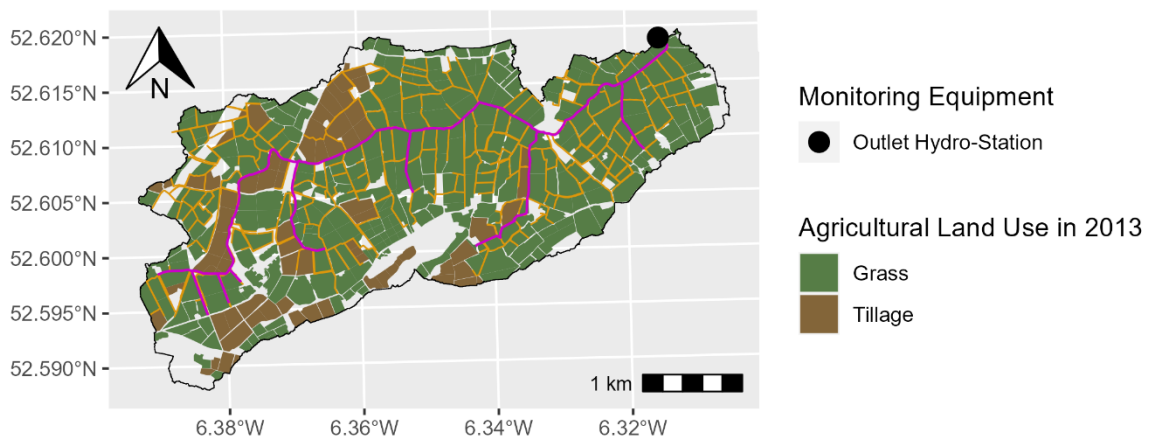 52.620°N
52.615°N
52.610°N
52.605°N
52.600°N
52.595°N
52.590°N
N
1 km
6.38°W
6.36°W
6.34°W
6.32°W
Monitoring Equipment
Outlet Hydro-Station
Agricultural Land Use in 2013
Grass
Tillage